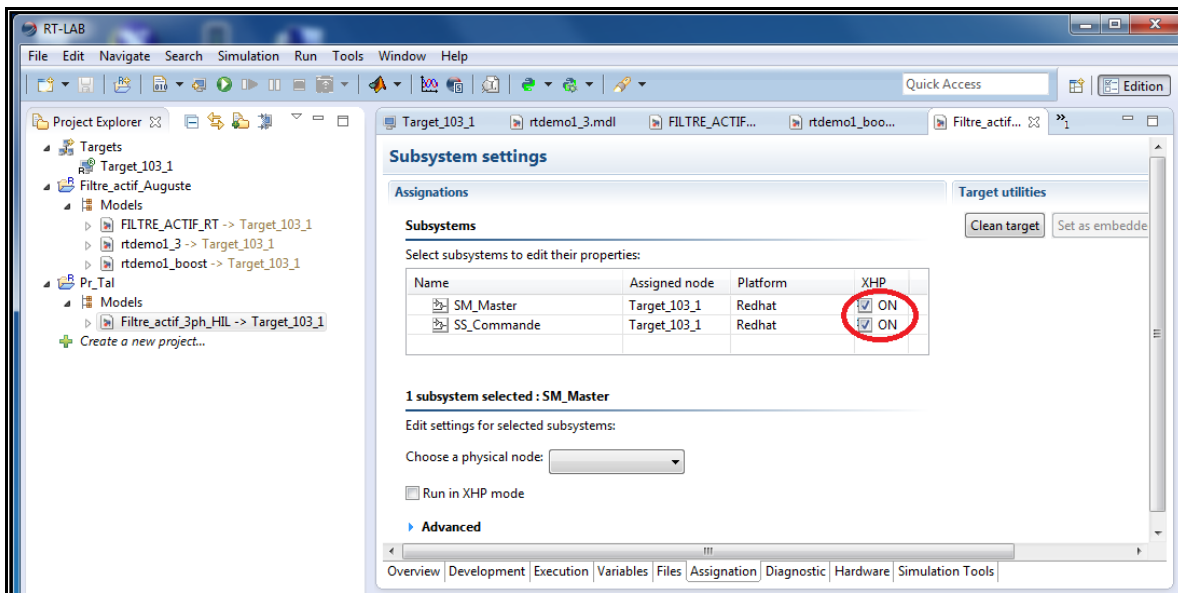 RT-LAB
File Edit Navigate Search Simulation Run Tools Window Help
Quick Access
Edition
Project Explorer
Targets
Target_103_1
Filtre_actif_Auguste
Models
FILTRE_ACTIF_RT -> Target_103_1
rtdemo1_3 -> Target_103_1
rtdemo1_boost -> Target_103_1
Pr_Tal
Models
Filtre_actif_3ph_HIL -> Target_103_1
Create a new project...
Target_103_1 rtdemo1_3.mdl FILTRE_ACTIF... rtdemo1_boo... Filtre_actif... »1
Subsystem settings
Assignations
Subsystems
Select subsystems to edit their properties:
Name Assigned node Platform XHP
SM_Master Target_103_1 Redhat ON
SS_Commande Target_103_1 Redhat ON
1 subsystem selected : SM_Master
Edit settings for selected subsystems:
Choose a physical node:
Run in XHP mode
Advanced
Target utilities
Clean target Set as embedde
Overview Development Execution Variables Files Assignation Diagnostic Hardware Simulation Tools